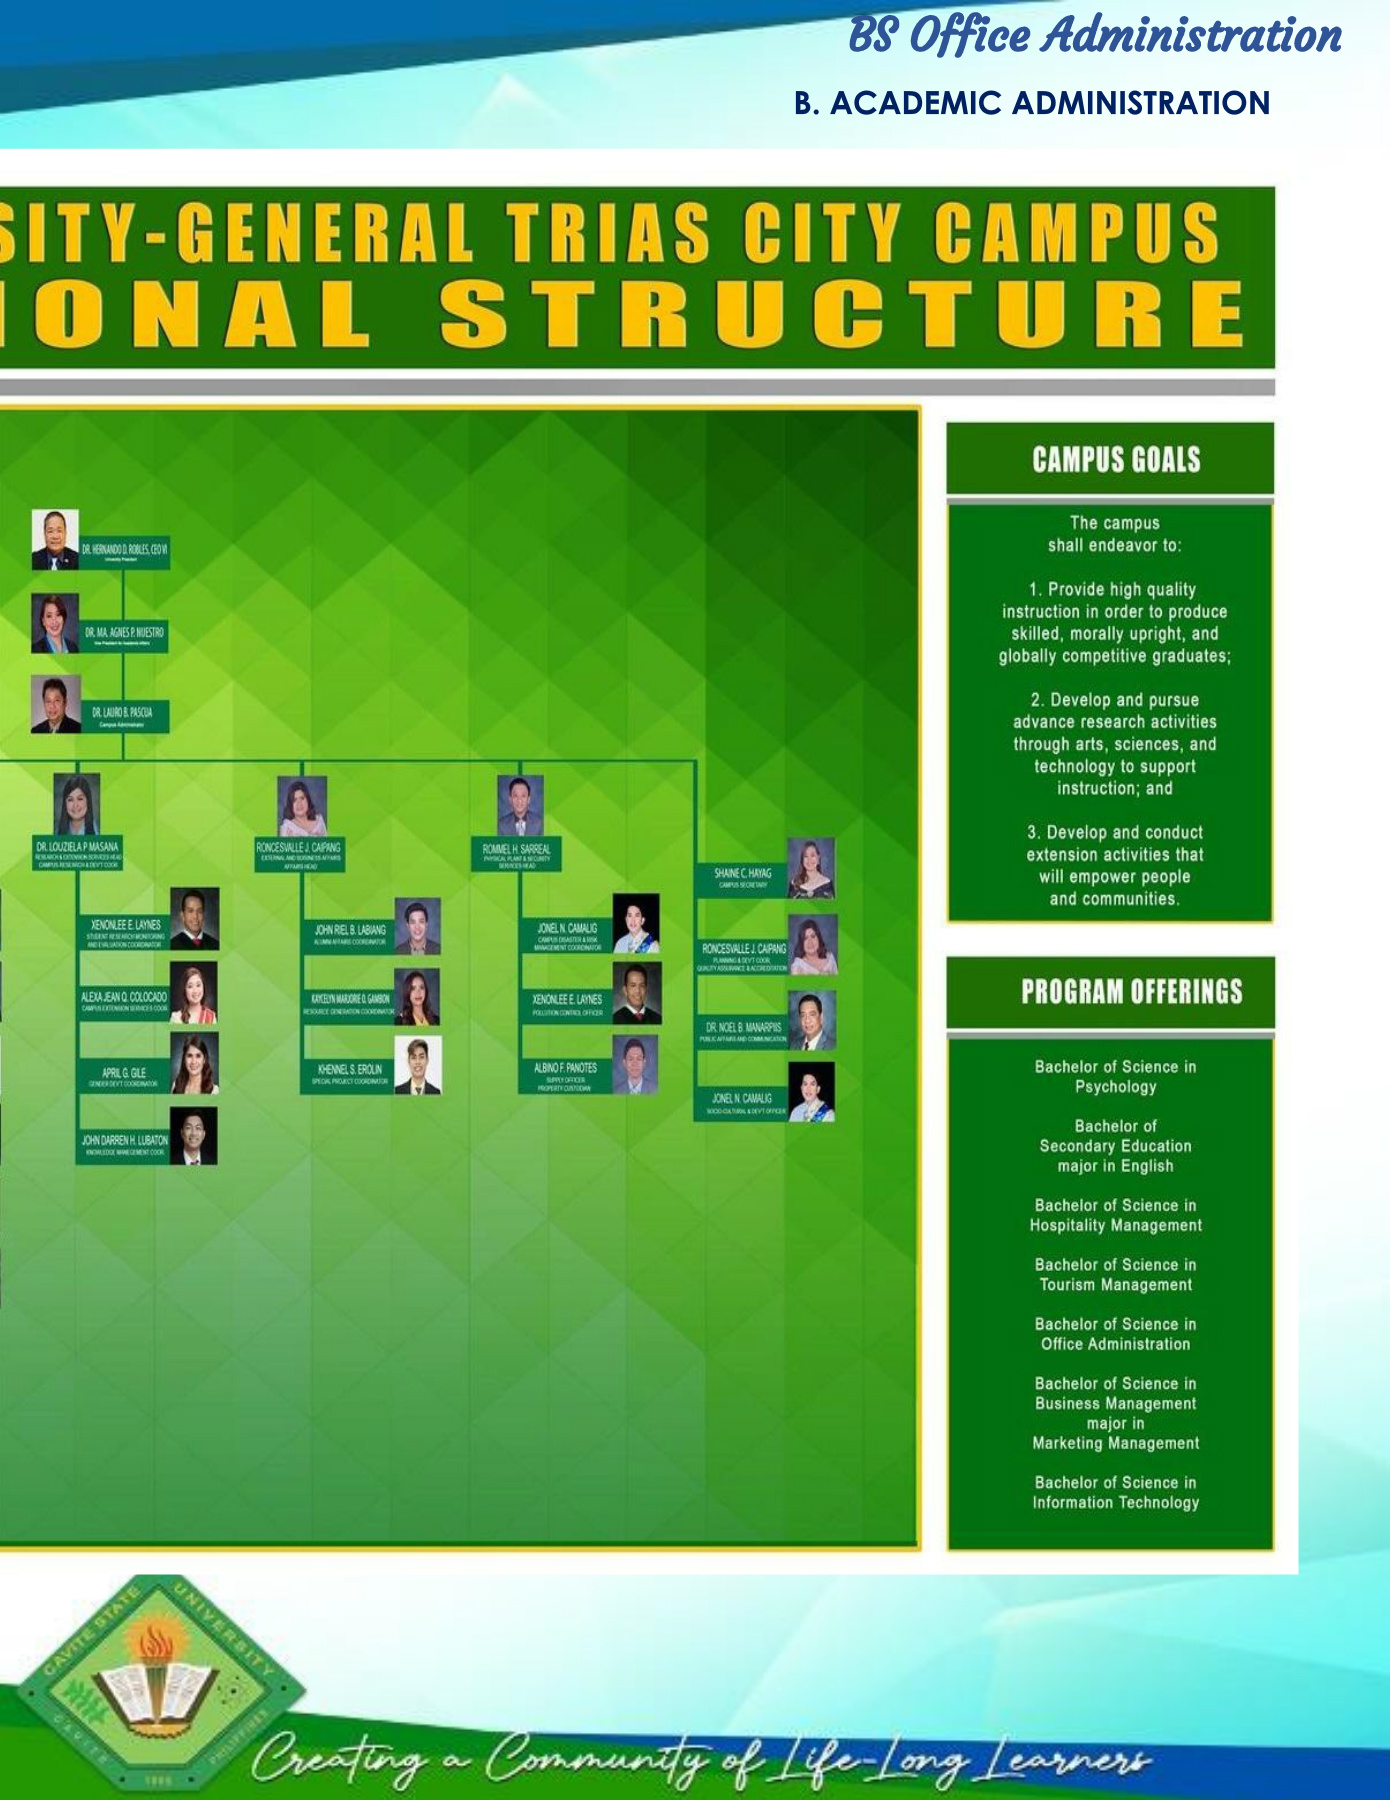 BS Office Administration
B. ACADEMIC ADMINISTRATION
SITY-GENERAL TRIAS CITY CAMPUS
IONAL STRUCTURE
DR. HERNANDO D. ROBLES, CEO VI
University President
DR. MA. AGNES P. NUESTRO
Vice President for Academic Affairs
DR. LAURO B. PASCUA
Campus Administrator
DR. LOUZIELA P. MASANA
RESEARCH & EXTENSION SERVICES HEAD
CAMPUS RESEARCH & DEV'T COOR.
XENONLEE E. LAYNES
STUDENT RESEARCH MONITORING
AND EVALUATION COORDINATOR
ALEXA JEAN Q. COLOCADO
CAMPUS EXTENSION SERVICES COOR.
APRIL G. GILE
GENDER DEV'T COORDINATOR
JOHN DARREN H. LUBATON
KNOWLEDGE MANAGEMENT COOR.
RONCESVALLE J. CAIPANG
EXTERNAL AND BUSINESS AFFAIRS
AFFAIRS HEAD
JOHN RIEL B. LABIANG
ALUMNI AFFAIRS COORDINATOR
KAYCELYN MARJORIE G. GAMBON
RESOURCE GENERATION COORDINATOR
KHENNEL S. EROLIN
SPECIAL PROJECT COORDINATOR
ROMMEL H. SARREAL
PHYSICAL PLANT & SECURITY
SERVICES HEAD
JONEL N. CAMALIG
CAMPUS DISASTER & RISK
MANAGEMENT COORDINATOR
XENONLEE E. LAYNES
POLLUTION CONTROL OFFICER
ALBINO F. PANOTES
SUPPLY OFFICER
PROPERTY CUSTODIAN
SHAINE C. HAYAG
CAMPUS SECRETARY
RONCESVALLE J. CAIPANG
PLANNING & DEV'T COOR.
QUALITY ASSURANCE & ACCREDITATION
DR. NOEL B. MANARPIIS
PUBLIC AFFAIRS AND COMMUNICATION
JONEL N. CAMALIG
SOCIO-CULTURAL & DEV'T OFFICER
CAMPUS GOALS
The campus
shall endeavor to:
1. Provide high quality
instruction in order to produce
skilled, morally upright, and
globally competitive graduates;
2. Develop and pursue
advance research activities
through arts, sciences, and
technology to support
instruction; and
3. Develop and conduct
extension activities that
will empower people
and communities.
PROGRAM OFFERINGS
Bachelor of Science in
Psychology
Bachelor of
Secondary Education
major in English
Bachelor of Science in
Hospitality Management
Bachelor of Science in
Tourism Management
Bachelor of Science in
Office Administration
Bachelor of Science in
Business Management
major in
Marketing Management
Bachelor of Science in
Information Technology
CAVITE STATE UNIVERSITY
CAVITE PHILIPPINES
1906
Creating a Community of Life-Long Learners